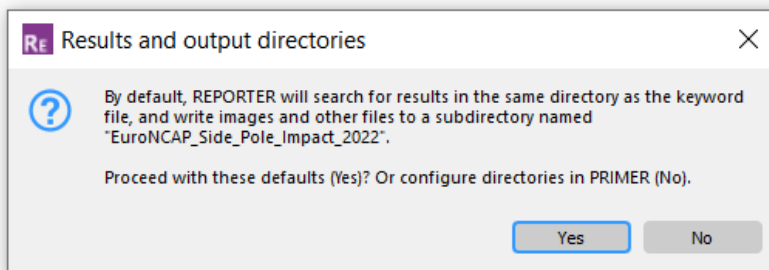 RE Results and output directories
By default, REPORTER will search for results in the same directory as the keyword
file, and write images and other files to a subdirectory named
"EuroNCAP_Side_Pole_Impact_2022".
Proceed with these defaults (Yes)? Or configure directories in PRIMER (No).
Yes No